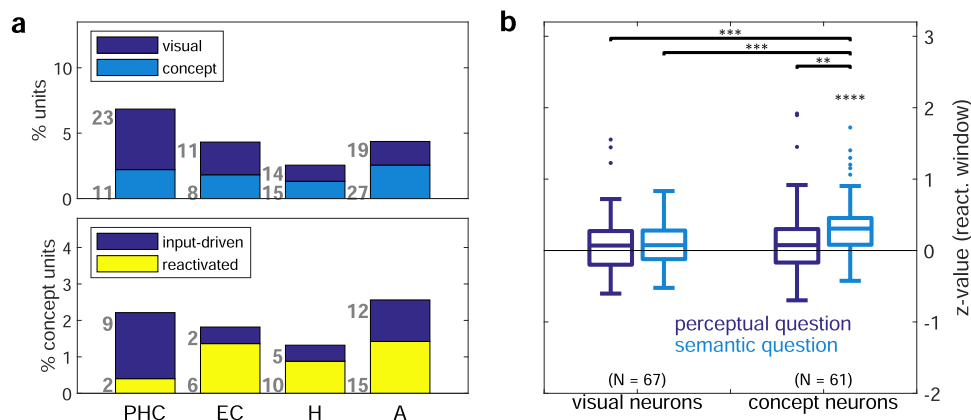 a
% units
10
5
0
visual
concept
23
11
11
8
14
15
19
27
% concept units
4
3
2
1
0
input-driven
reactivated
9
2
2
6
5
10
12
15
PHC EC H A
b
***
***
**
****
3
2
1
0
-1
-2
z-value (react. window)
perceptual question
semantic question
(N = 67) (N = 61)
visual neurons concept neurons